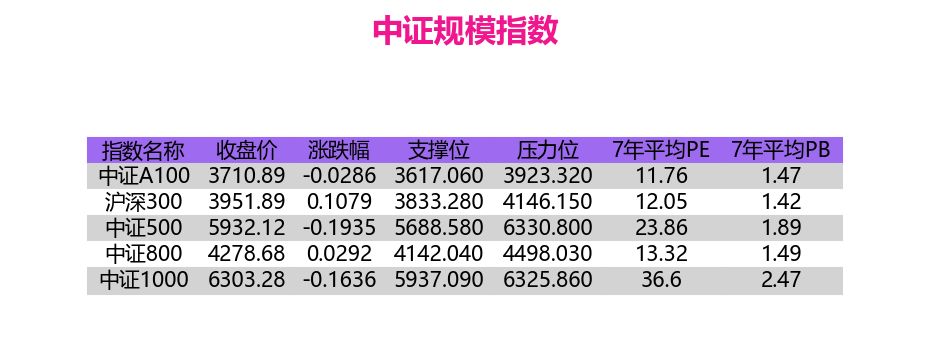 中证规模指数
指数名称 收盘价 涨跌幅 支撑位 压力位 7年平均PE 7年平均PB
中证A100 3710.89 -0.0286 3617.060 3923.320 11.76 1.47
沪深300 3951.89 0.1079 3833.280 4146.150 12.05 1.42
中证500 5932.12 -0.1935 5688.580 6330.800 23.86 1.89
中证800 4278.68 0.0292 4142.040 4498.030 13.32 1.49
中证1000 6303.28 -0.1636 5937.090 6325.860 36.6 2.47